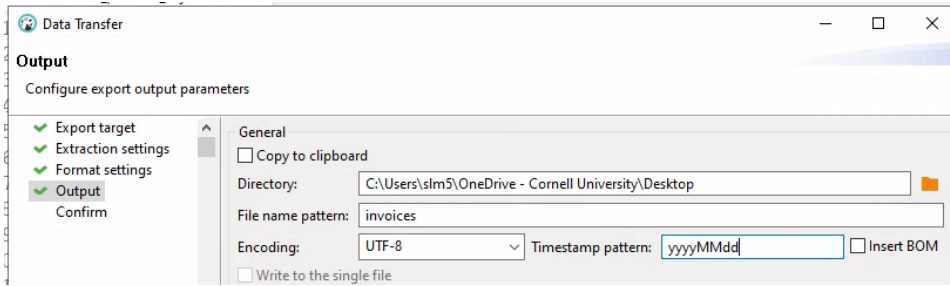 Data Transfer
Output
Configure export output parameters
Export target
Extraction settings
Format settings
Output
Confirm
General
Copy to clipboard
Directory: C:\Users\slm5\OneDrive - Cornell University\Desktop
File name pattern: invoices
Encoding: UTF-8 Timestamp pattern: yyyyMMdd Insert BOM
Write to the single file